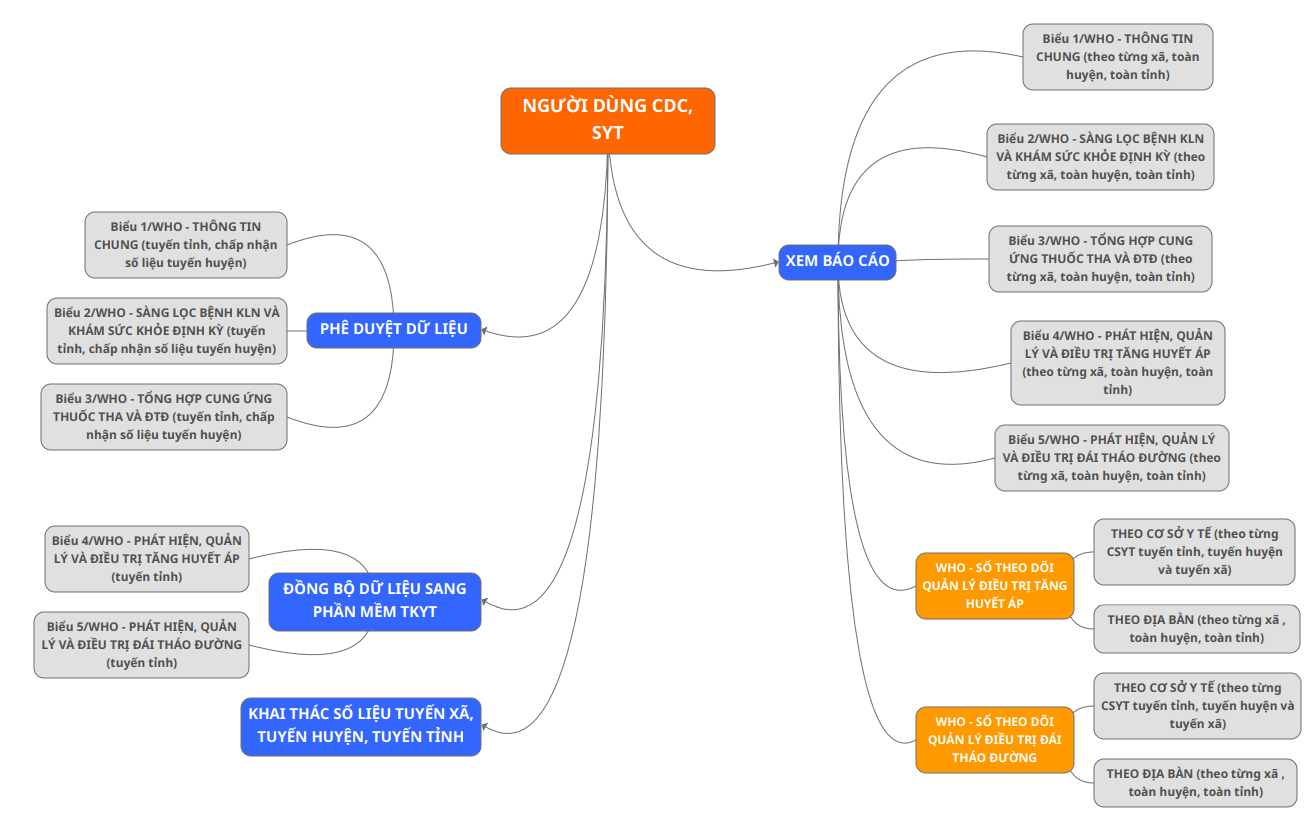 NGƯỜI DÙNG CDC,
SYT
Biểu 1/WHO - THÔNG TIN
CHUNG (tuyến tỉnh, chấp nhận
số liệu tuyến huyện)
Biểu 2/WHO - SÀNG LỌC BỆNH KLN VÀ
KHÁM SỨC KHỎE ĐỊNH KỲ (tuyến
tỉnh, chấp nhận số liệu tuyến huyện)
Biểu 3/WHO - TỔNG HỢP CUNG ỨNG
THUỐC THA VÀ ĐTĐ (tuyến tỉnh, chấp
nhận số liệu tuyến huyện)
PHÊ DUYỆT DỮ LIỆU
Biểu 4/WHO - PHÁT HIỆN, QUẢN
LÝ VÀ ĐIỀU TRỊ TĂNG HUYẾT ÁP
(tuyến tỉnh)
Biểu 5/WHO - PHÁT HIỆN, QUẢN
LÝ VÀ ĐIỀU TRỊ ĐÁI THÁO ĐƯỜNG
(tuyến tỉnh)
ĐỒNG BỘ DỮ LIỆU SANG
PHẦN MỀM TKYT
KHAI THÁC SỐ LIỆU TUYẾN XÃ,
TUYẾN HUYỆN, TUYẾN TỈNH
XEM BÁO CÁO
Biểu 1/WHO - THÔNG TIN
CHUNG (theo từng xã, toàn
huyện, toàn tỉnh)
Biểu 2/WHO - SÀNG LỌC BỆNH KLN
VÀ KHÁM SỨC KHỎE ĐỊNH KỲ (theo
từng xã, toàn huyện, toàn tỉnh)
Biểu 3/WHO - TỔNG HỢP CUNG
ỨNG THUỐC THA VÀ ĐTĐ (theo
từng xã, toàn huyện, toàn tỉnh)
Biểu 4/WHO - PHÁT HIỆN, QUẢN
LÝ VÀ ĐIỀU TRỊ TĂNG HUYẾT ÁP
(theo từng xã, toàn huyện, toàn
tỉnh)
Biểu 5/WHO - PHÁT HIỆN, QUẢN LÝ
VÀ ĐIỀU TRỊ ĐÁI THÁO ĐƯỜNG (theo
từng xã, toàn huyện, toàn tỉnh)
WHO - SỔ THEO DÕI
QUẢN LÝ ĐIỀU TRỊ TĂNG
HUYẾT ÁP
THEO CƠ SỞ Y TẾ (theo từng
CSYT tuyến tỉnh, tuyến huyện
và tuyến xã)
THEO ĐỊA BÀN (theo từng xã ,
toàn huyện, toàn tỉnh)
WHO - SỔ THEO DÕI
QUẢN LÝ ĐIỀU TRỊ ĐÁI
THÁO ĐƯỜNG
THEO CƠ SỞ Y TẾ (theo từng
CSYT tuyến tỉnh, tuyến huyện và
tuyến xã)
THEO ĐỊA BÀN (theo từng xã ,
toàn huyện, toàn tỉnh)